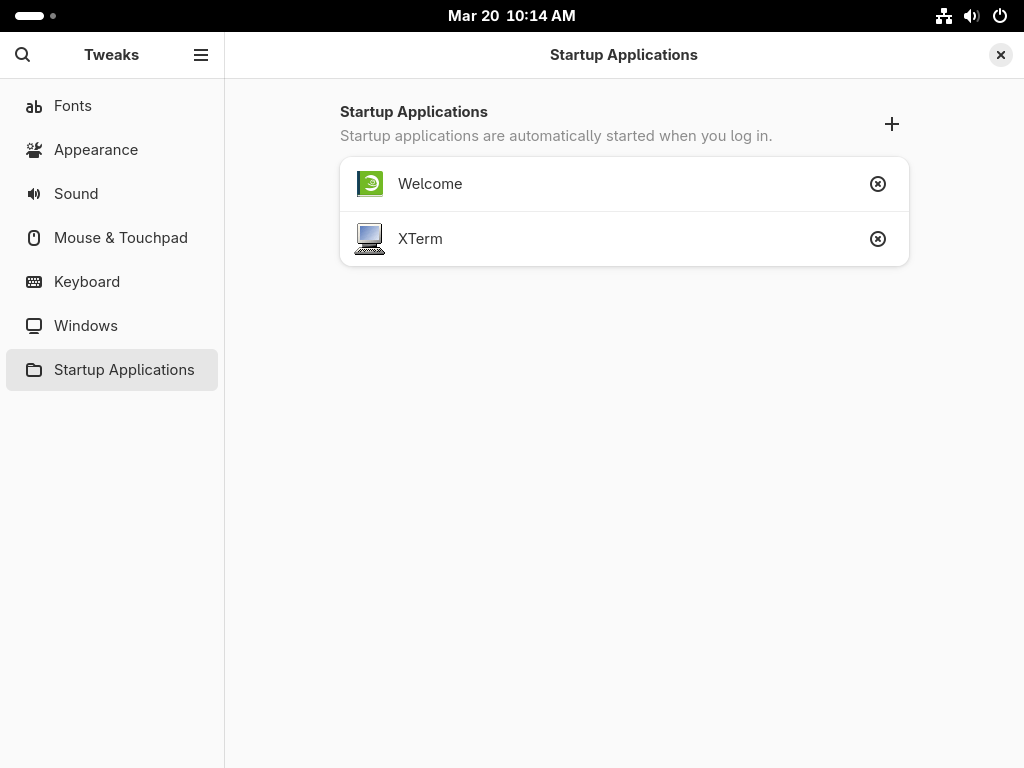 Mar 20 10:14 AM
Tweaks
Startup Applications
Fonts
Appearance
Sound
Mouse & Touchpad
Keyboard
Windows
Startup Applications
Startup Applications
Startup applications are automatically started when you log in.
Welcome
XTerm